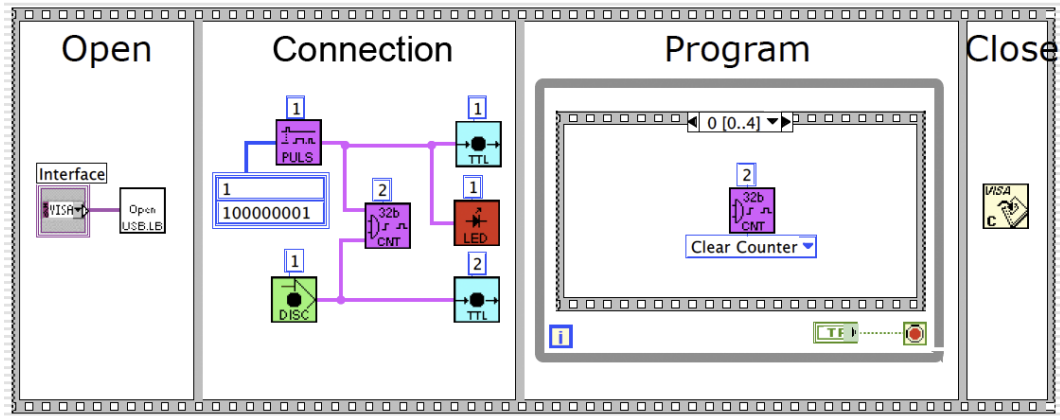 Open
Connection
Program
Close
0 [0..4]
1
PULS
1
TTL
Interface
VISA
Open
USB.LB
1
100000001
2
32b
CNT
1
LED
2
32b
CNT
Clear Counter
VISA
C
1
DISC
2
TTL
i
TF